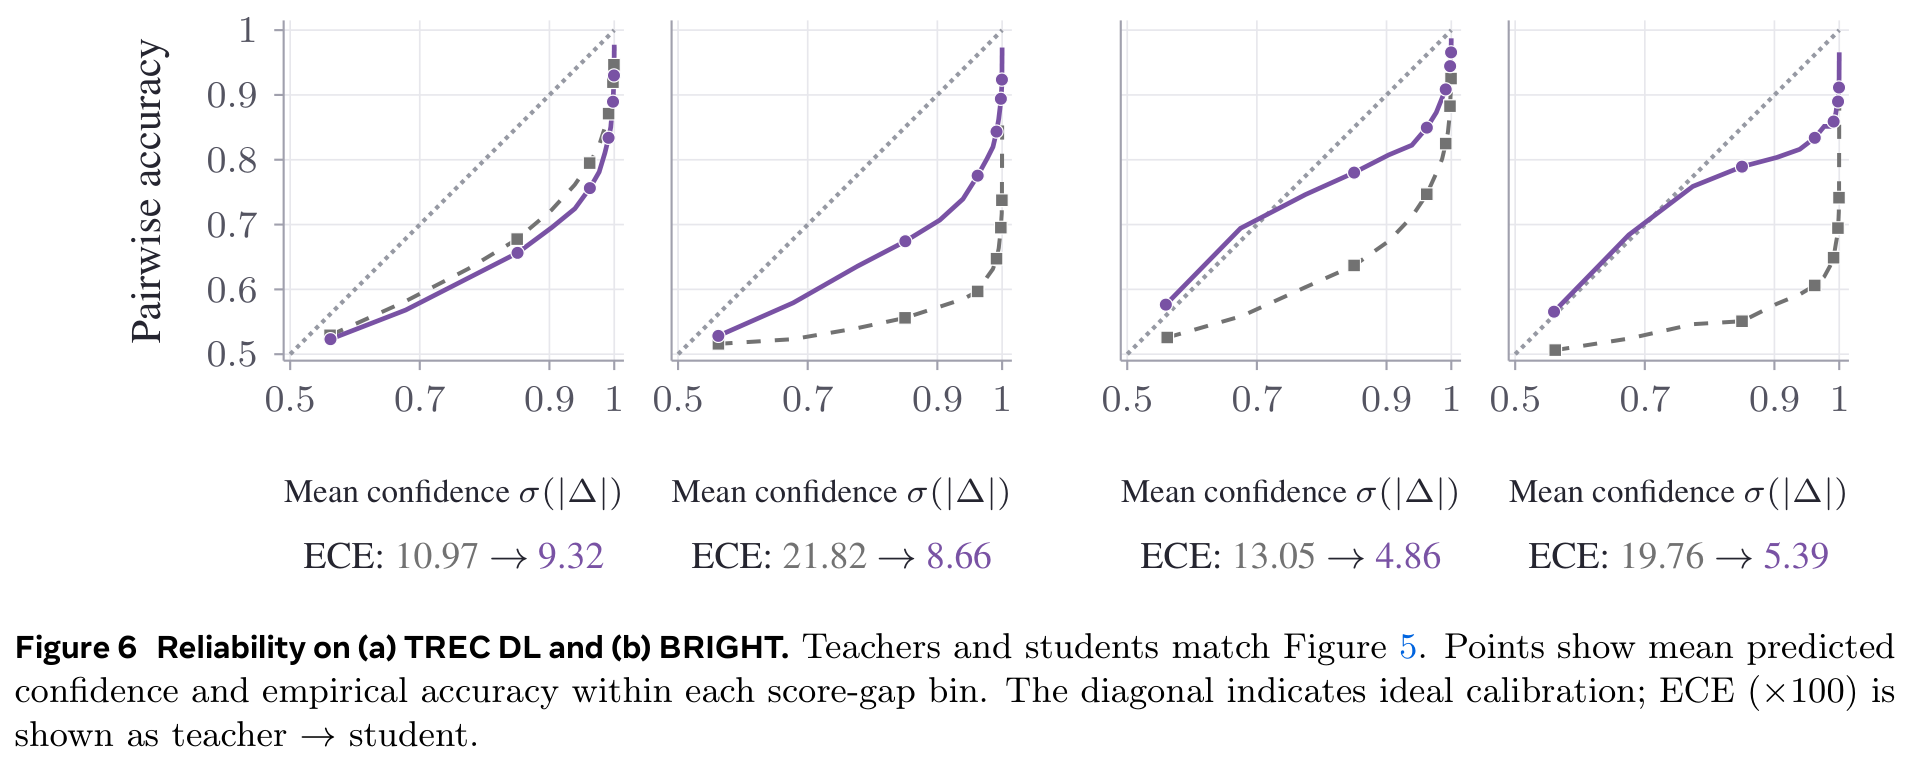 Pairwise accuracy
1
0.9
0.8
0.7
0.6
0.5
0.5 0.7 0.9 1 0.5 0.7 0.9 1 0.5 0.7 0.9 1 0.5 0.7 0.9 1
Mean confidence σ(|Δ|) Mean confidence σ(|Δ|) Mean confidence σ(|Δ|) Mean confidence σ(|Δ|)
ECE: 10.97 → 9.32 ECE: 21.82 → 8.66 ECE: 13.05 → 4.86 ECE: 19.76 → 5.39
Figure 6 Reliability on (a) TREC DL and (b) BRIGHT. Teachers and students match Figure 5. Points show mean predicted
confidence and empirical accuracy within each score-gap bin. The diagonal indicates ideal calibration; ECE (×100) is
shown as teacher → student.